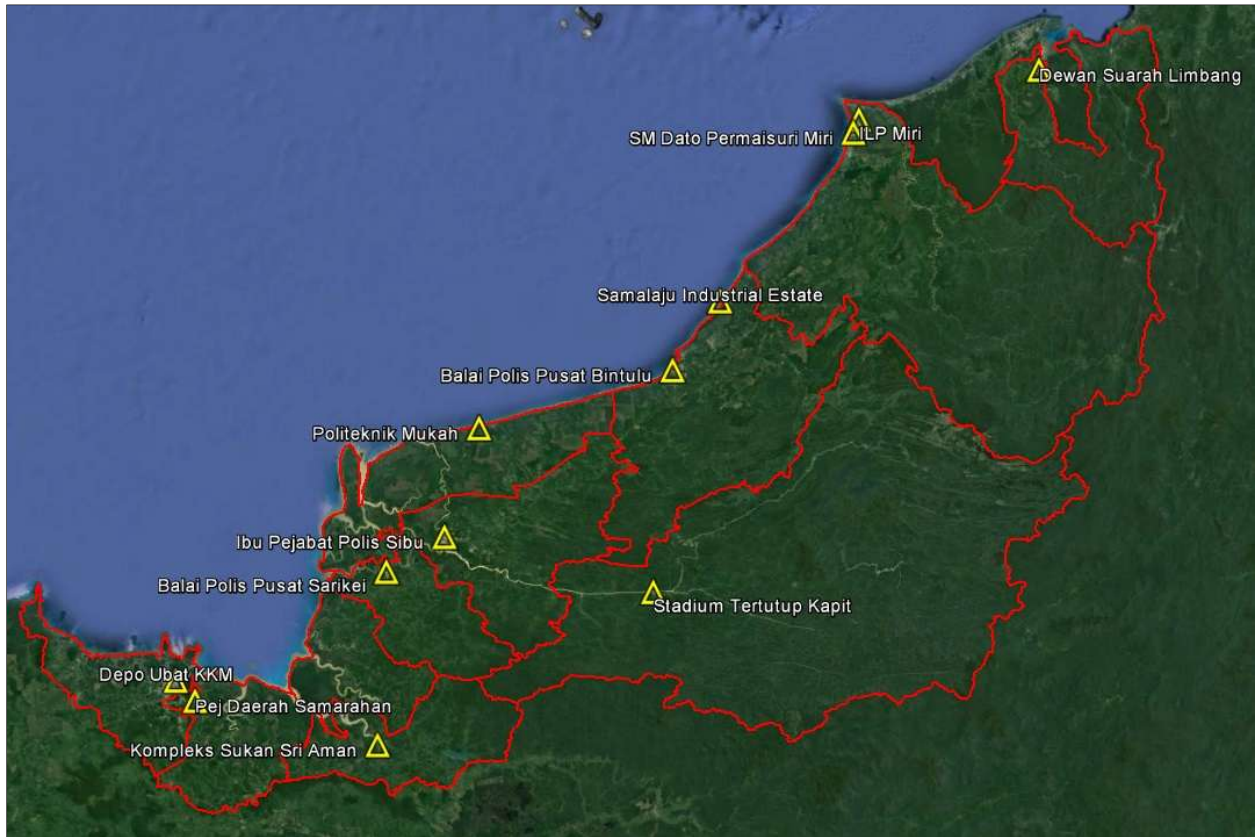 Dewan Suarah Limbang
SM Dato Permaisuri Miri
ILP Miri
Samalaju Industrial Estate
Balai Polis Pusat Bintulu
Politeknik Mukah
Ibu Pejabat Polis Sibu
Balai Polis Pusat Sarikei
Stadium Tertutup Kapit
Depo Ubat KKM
Pej Daerah Samarahan
Kompleks Sukan Sri Aman